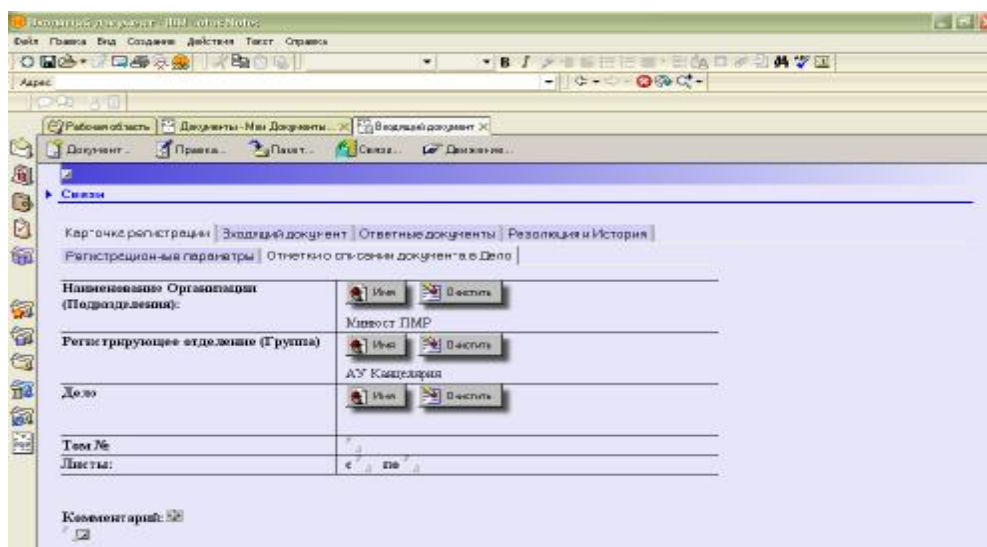 Входящий документ - IBM Lotus Notes
Файл Правка Вид Создание Действия Текст Справка
B I
Адрес
Рабочая область Документы - Мои Документы... Входящий документ
Документ... Правка... Пакет... Связи... Движение...
Связи
Карточка регистрации Входящий документ Ответные документы Резолюция и История
Регистрационные параметры Отметки о списании документа в Дело
Наименование Организации Имя Очистить
(Подразделения):
Минюст ПМР
Регистрирующее отделение (Группа) Имя Очистить
АУ Канцелярия
Дело Имя Очистить
Том №
Листы: с по
Комментарий: